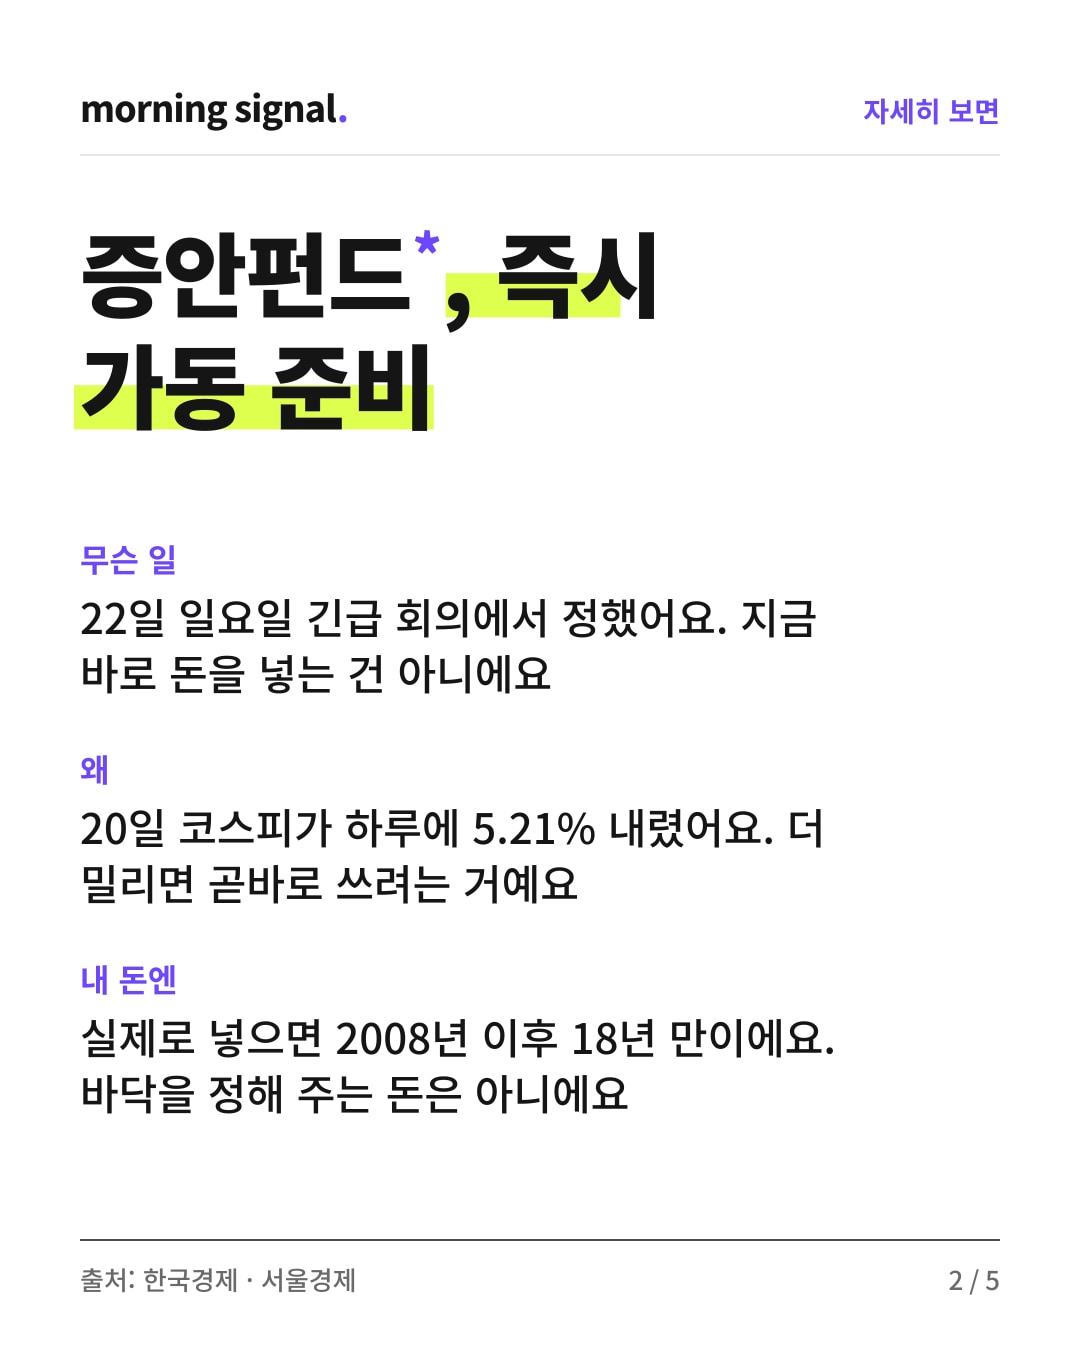 morning signal.
자세히 보면
증안펀드*, 즉시
가동 준비
무슨 일
22일 일요일 긴급 회의에서 정했어요. 지금
바로 돈을 넣는 건 아니에요
왜
20일 코스피가 하루에 5.21% 내렸어요. 더
밀리면 곧바로 쓰려는 거예요
내 돈엔
실제로 넣으면 2008년 이후 18년 만이에요.
바닥을 정해 주는 돈은 아니에요
출처: 한국경제 · 서울경제
2 / 5